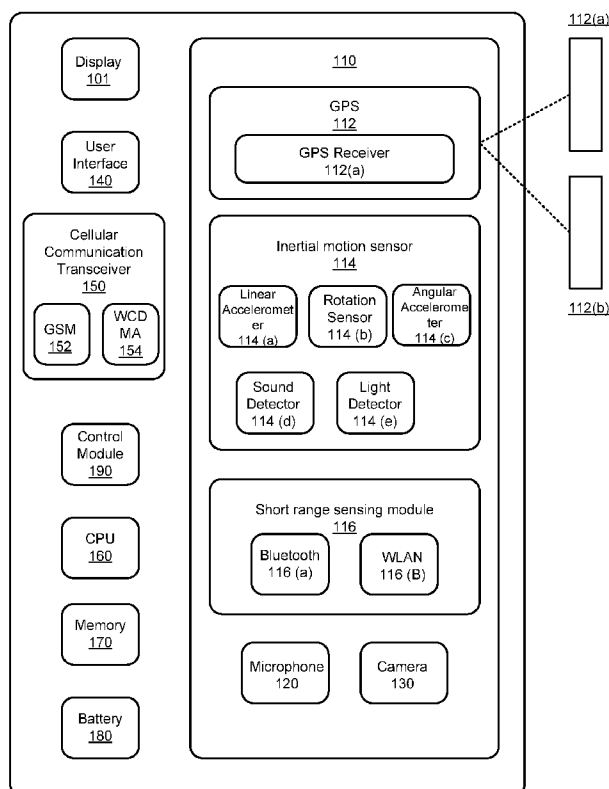 Display
101
User
Interface
140
Cellular
Communication
Transceiver
150
GSM
152
WCD
MA
154
Control
Module
190
CPU
160
Memory
170
Battery
180
110
GPS
112
GPS Receiver
112(a)
Inertial motion sensor
114
Linear
Acceleromet
er
114 (a)
Rotation
Sensor
114 (b)
Angular
Accelerome
ter
114 (c)
Sound
Detector
114 (d)
Light
Detector
114 (e)
Short range sensing module
116
Bluetooth
116 (a)
WLAN
116 (B)
Microphone
120
Camera
130
112(a)
112(b)